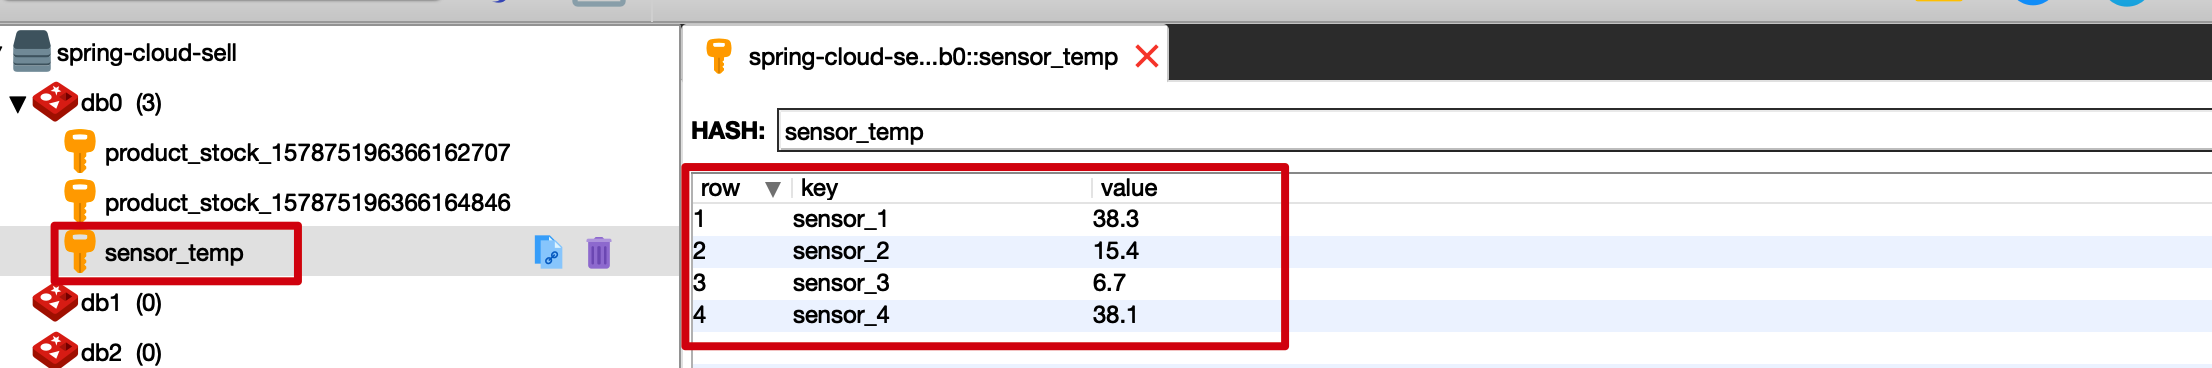 spring-cloud-sell
db0 (3)
product_stock_157875196366162707
product_stock_157875196366164846
sensor_temp
db1 (0)
db2 (0)
spring-cloud-se...b0::sensor_temp
HASH: sensor_temp
row key value
1 sensor_1 38.3
2 sensor_2 15.4
3 sensor_3 6.7
4 sensor_4 38.1